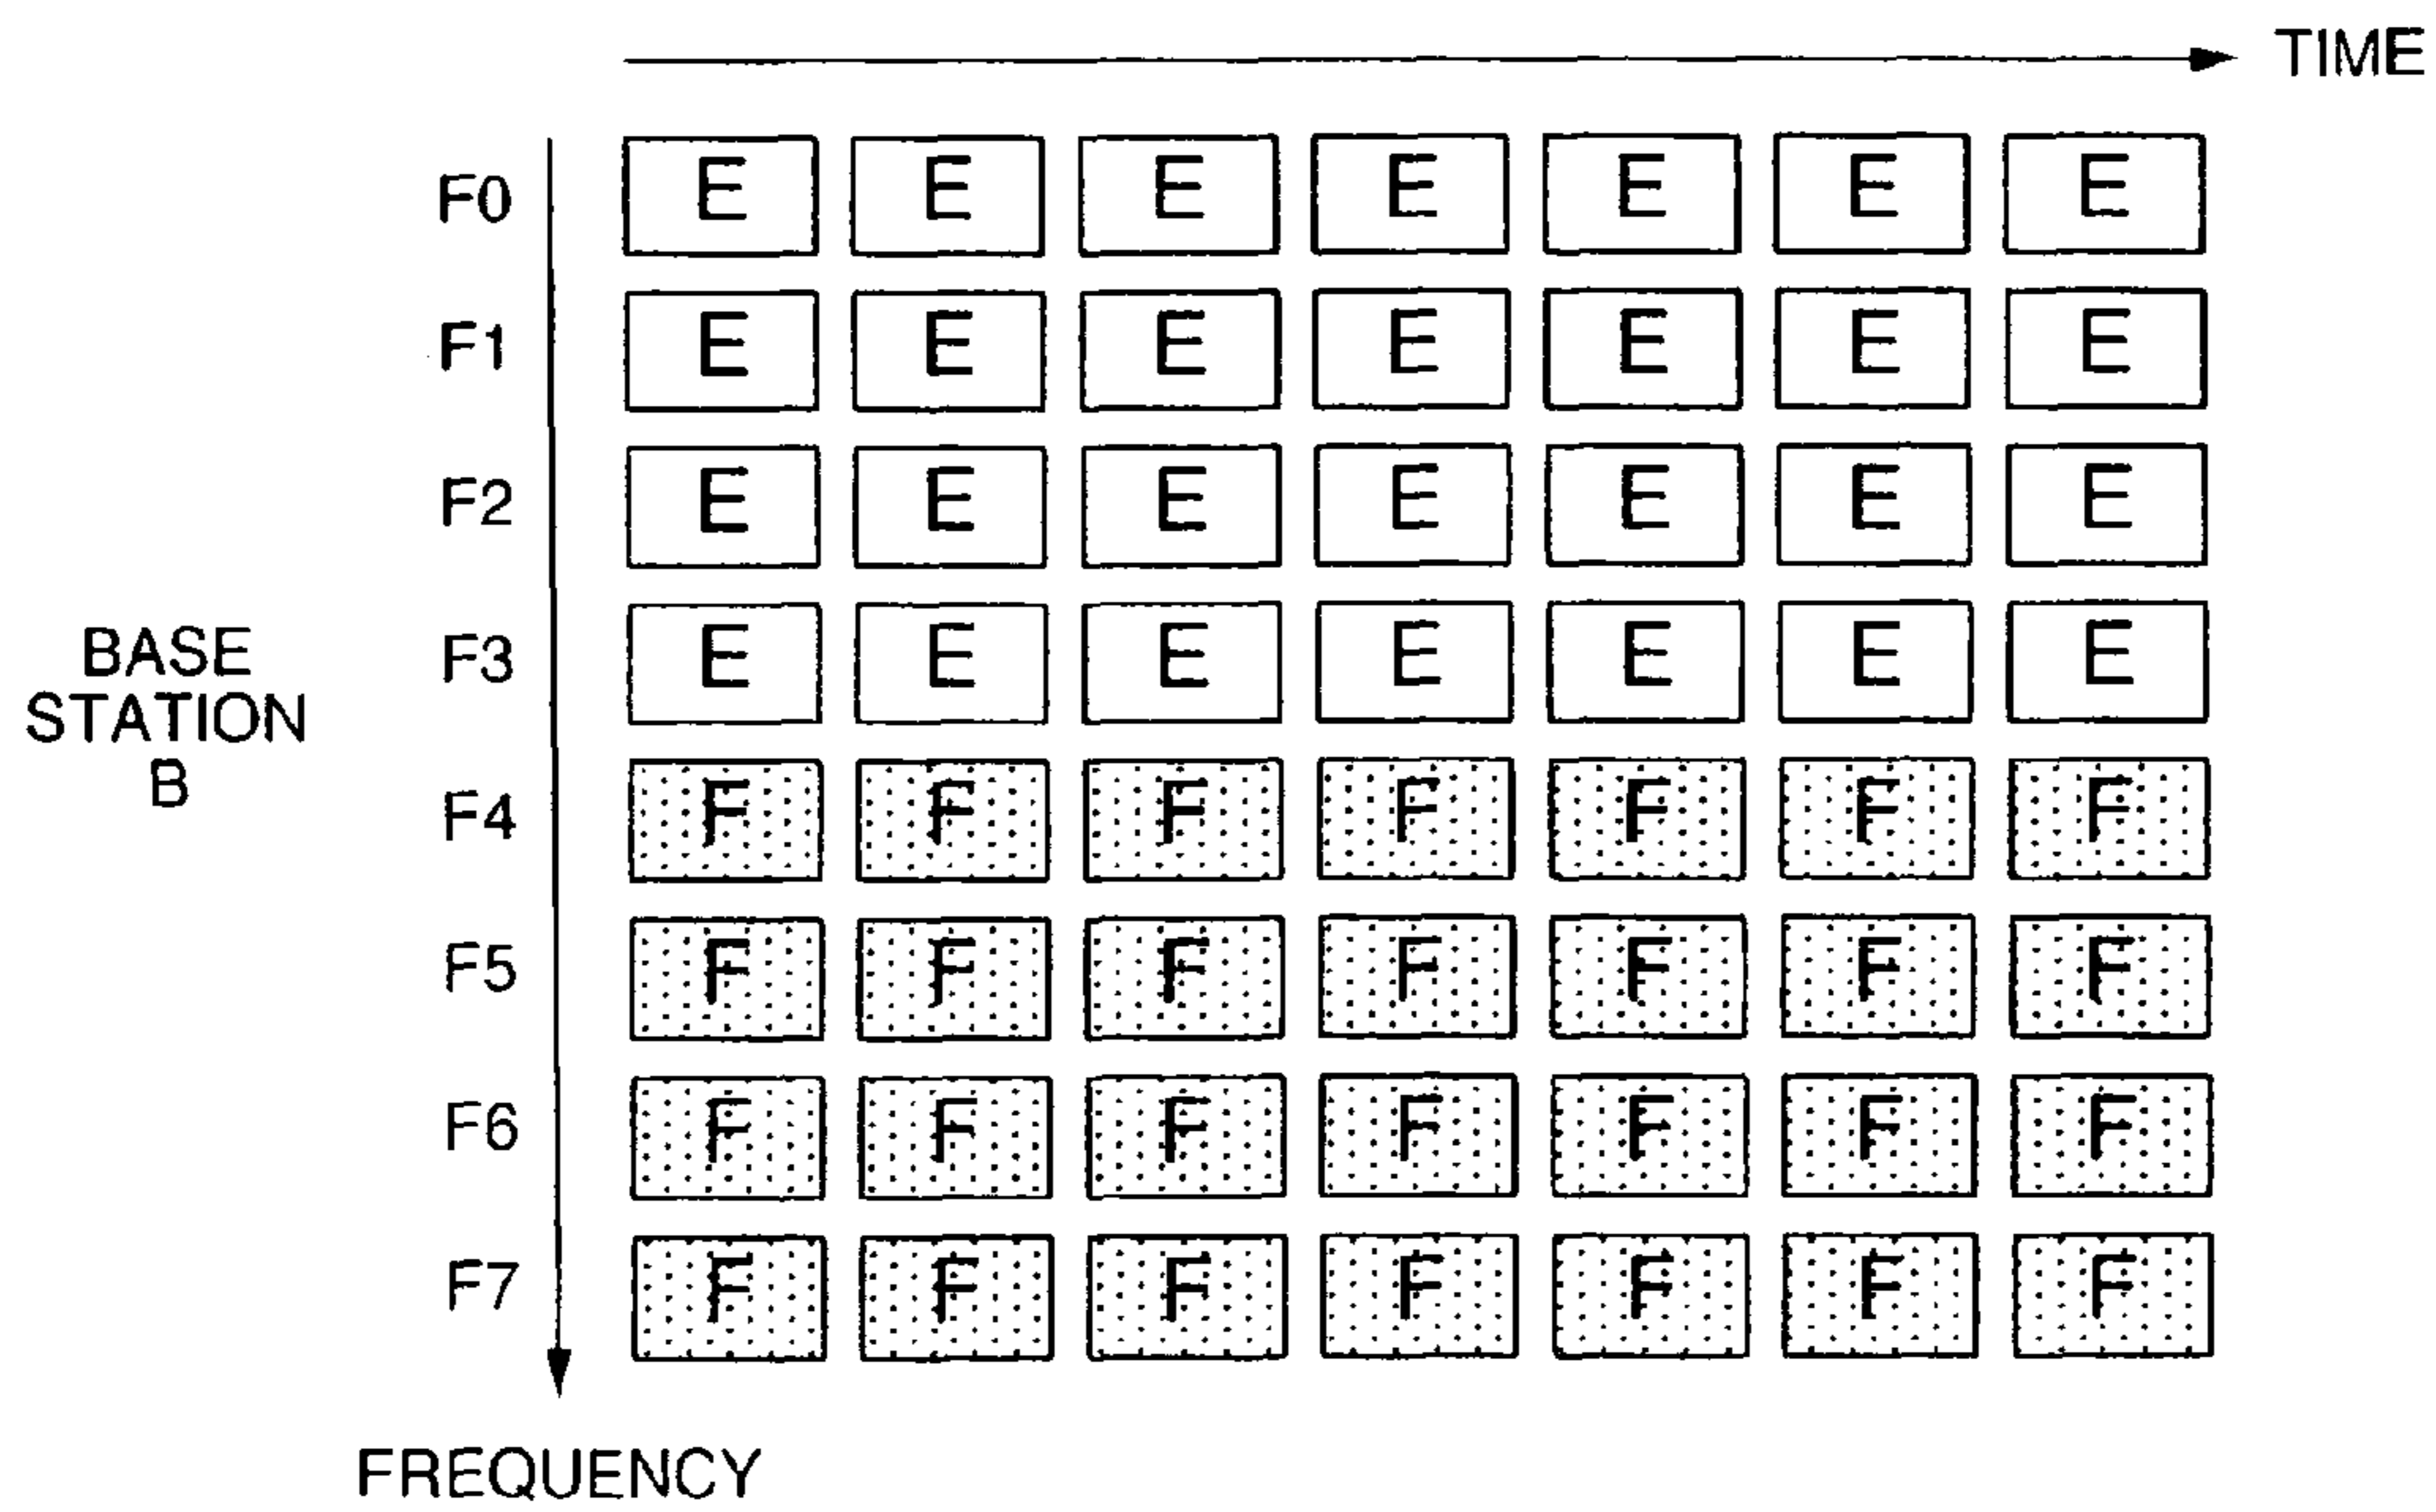 TIME
F0 E E E E E E E
F1 E E E E E E E
F2 E E E E E E E
F3 E E E E E E E
BASE
STATION
B
F4 F F F F F F F
F5 F F F F F F F
F6 F F F F F F F
F7 F F F F F F F
FREQUENCY